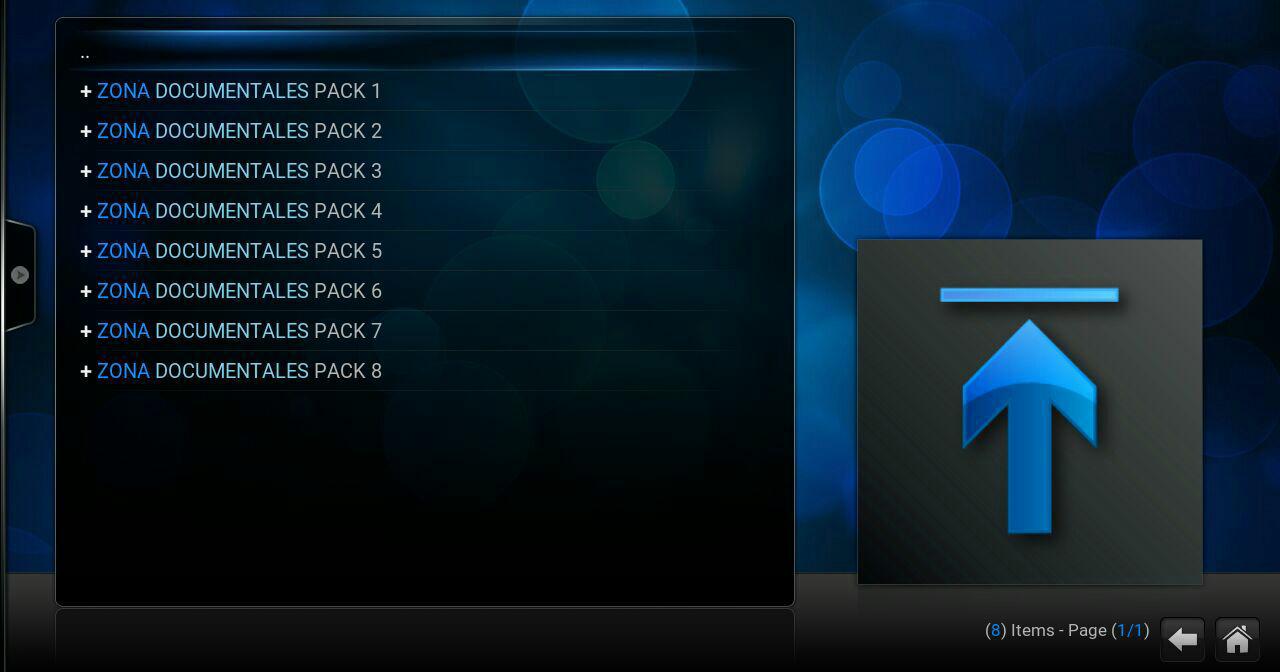 ..
+ ZONA DOCUMENTALES PACK 1
+ ZONA DOCUMENTALES PACK 2
+ ZONA DOCUMENTALES PACK 3
+ ZONA DOCUMENTALES PACK 4
+ ZONA DOCUMENTALES PACK 5
+ ZONA DOCUMENTALES PACK 6
+ ZONA DOCUMENTALES PACK 7
+ ZONA DOCUMENTALES PACK 8
(8) Items - Page (1/1)